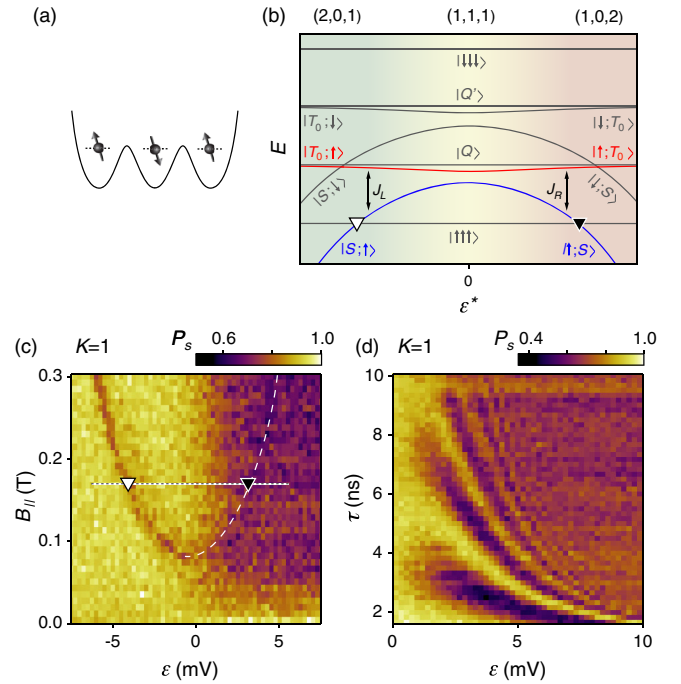 (a)
(b)
(2,0,1)
(1,1,1)
(1,0,2)
E
|↓↓↓⟩
|Q'⟩
|T₀;↓⟩
|↓;T₀⟩
|T₀;↑⟩
|Q⟩
|↑;T₀⟩
|S;↓⟩
J_L
J_R
|↓;S⟩
|↑↑↑⟩
|S;↑⟩
|↑;S⟩
0
ε*
(c)
K=1
P_s
0.6
1.0
0.3
0.2
0.1
0.0
B_// (T)
-5
0
5
ε (mV)
(d)
K=1
P_s
0.4
1.0
10
8
6
4
2
τ (ns)
0
5
10
ε (mV)